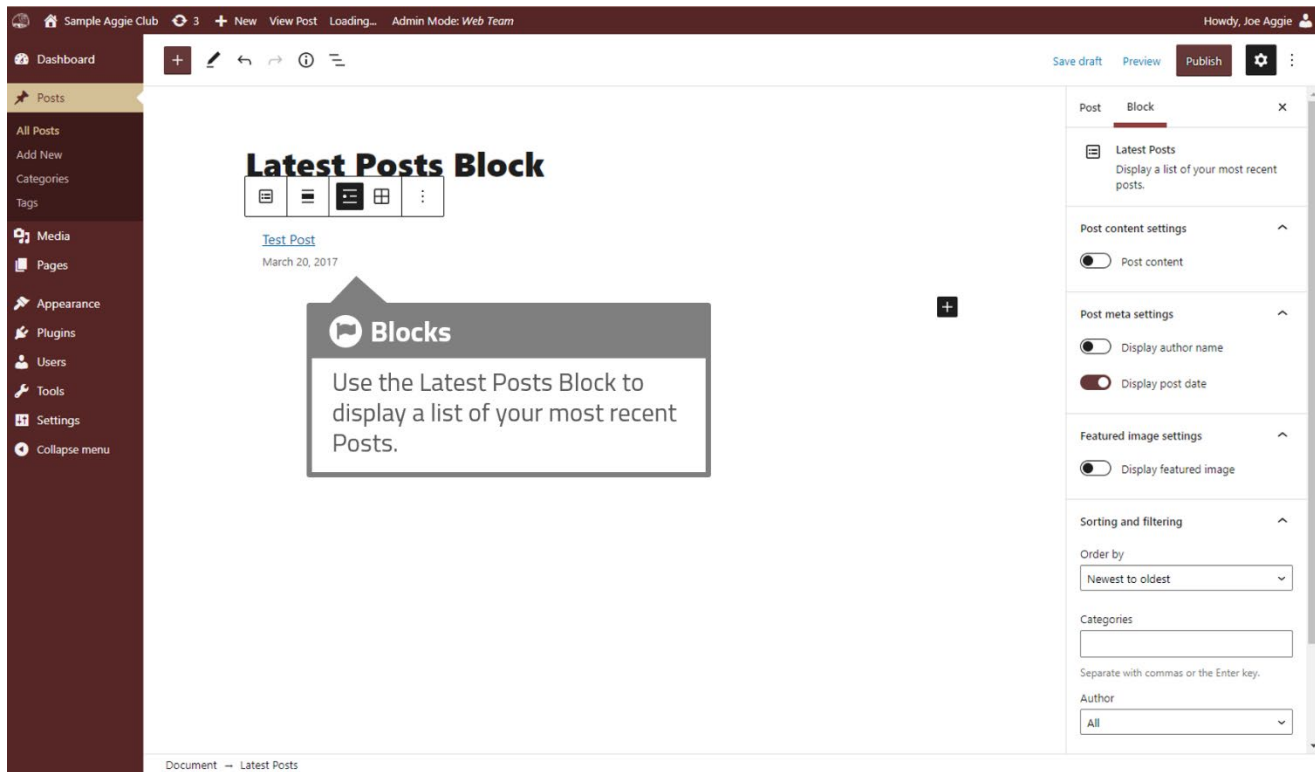 Sample Aggie Club 3 New View Post Loading... Admin Mode: Web Team Howdy, Joe Aggie
Dashboard
Posts
All Posts
Add New
Categories
Tags
Media
Pages
Appearance
Plugins
Users
Tools
Settings
Collapse menu
Save draft Preview Publish
Latest Posts Block
Test Post
March 20, 2017
Blocks
Use the Latest Posts Block to
display a list of your most recent
Posts.
Post Block
Latest Posts
Display a list of your most recent
posts.
Post content settings
Post content
Post meta settings
Display author name
Display post date
Featured image settings
Display featured image
Sorting and filtering
Order by
Newest to oldest
Categories
Separate with commas or the Enter key.
Author
All
Document → Latest Posts